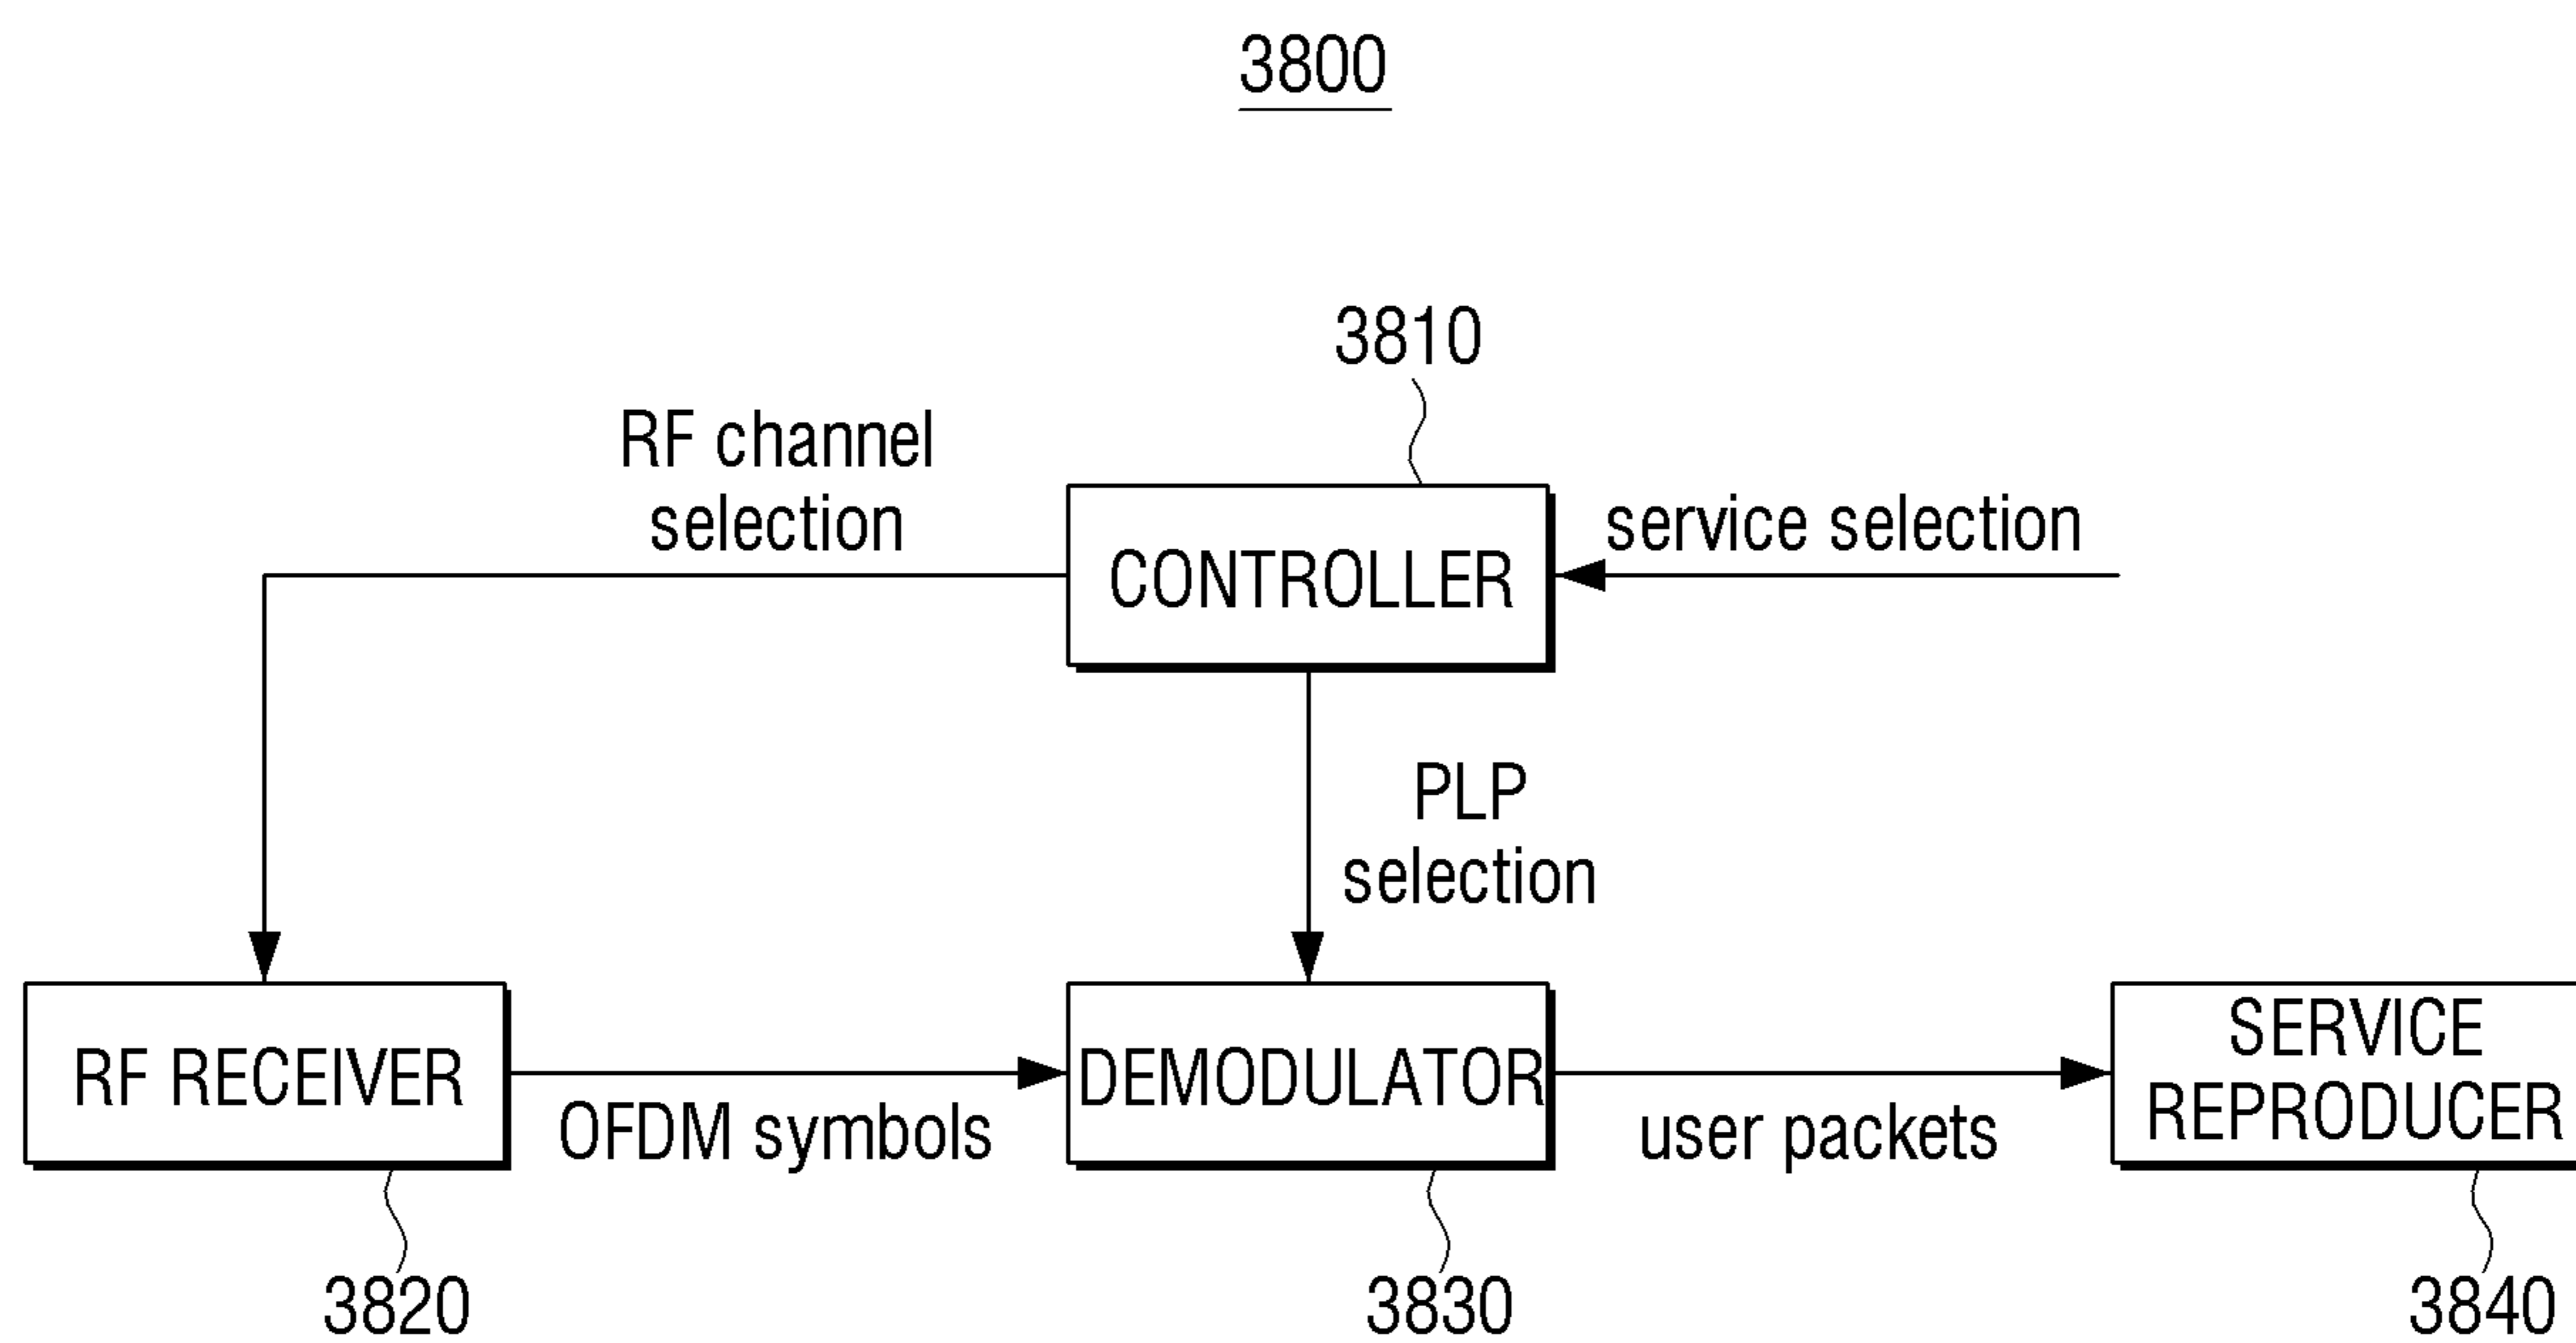 3800
3810
RF channel
selection
CONTROLLER
service selection
PLP
selection
RF RECEIVER
OFDM symbols
DEMODULATOR
user packets
SERVICE
REPRODUCER
3820
3830
3840